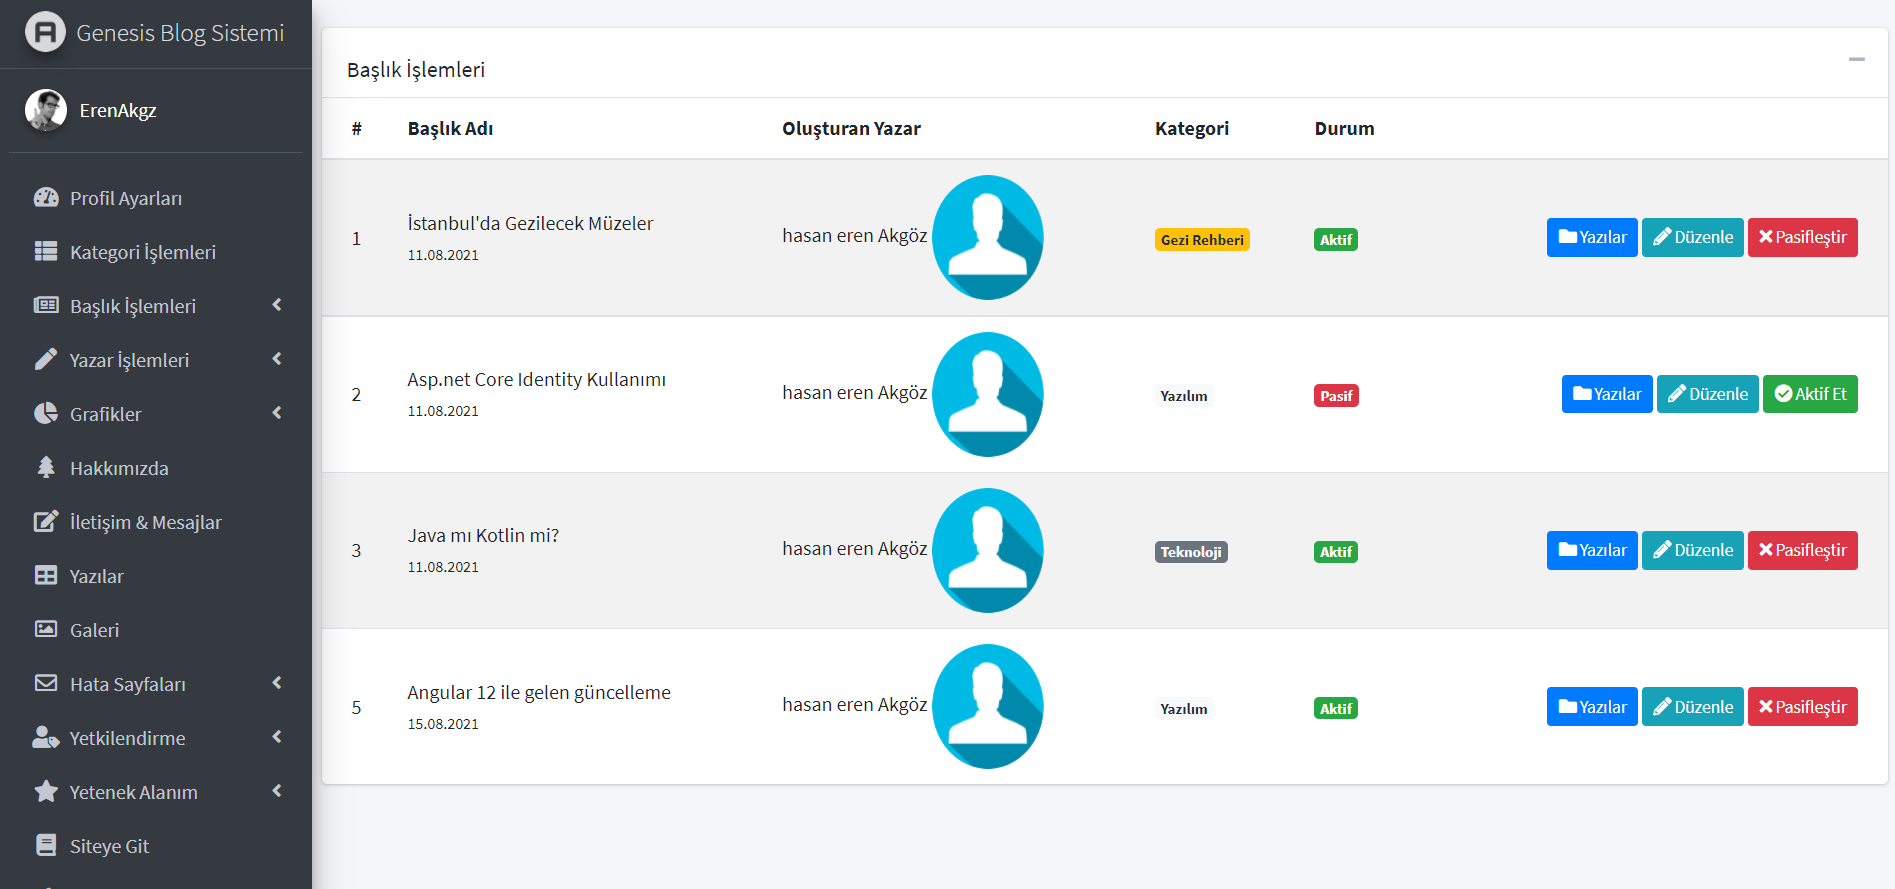 Genesis Blog Sistemi
ErenAkgz
Profil Ayarları
Kategori İşlemleri
Başlık İşlemleri
Yazar İşlemleri
Grafikler
Hakkımızda
İletişim & Mesajlar
Yazılar
Galeri
Hata Sayfaları
Yetkilendirme
Yetenek Alanım
Siteye Git
Başlık İşlemleri
# Başlık Adı Oluşturan Yazar Kategori Durum
1 İstanbul'da Gezilecek Müzeler hasan eren Akgöz Gezi Rehberi Aktif Yazılar Düzenle Pasifleştir
11.08.2021
2 Asp.net Core Identity Kullanımı hasan eren Akgöz Yazılım Pasif Yazılar Düzenle Aktif Et
11.08.2021
3 Java mı Kotlin mi? hasan eren Akgöz Teknoloji Aktif Yazılar Düzenle Pasifleştir
11.08.2021
5 Angular 12 ile gelen güncelleme hasan eren Akgöz Yazılım Aktif Yazılar Düzenle Pasifleştir
15.08.2021